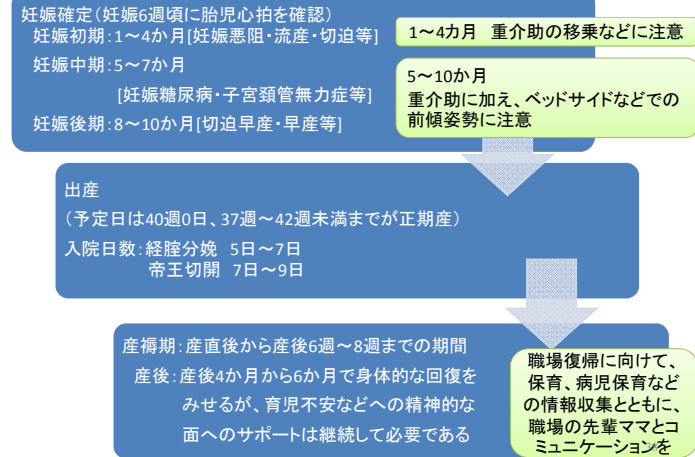 妊娠確定（妊娠6週頃に胎児心拍を確認）
妊娠初期：1～4か月[妊娠悪阻・流産・切迫等]
妊娠中期：5～7か月
[妊娠糖尿病・子宮頚管無力症等]
妊娠後期：8～10か月[切迫早産・早産等]
1～4カ月　重介助の移乗などに注意
5～10か月
重介助に加え、ベッドサイドなどでの
前傾姿勢に注意
出産
（予定日は40週0日、37週～42週未満までが正期産）
入院日数：経腟分娩　5日～7日
帝王切開　7日～9日
産褥期：産直後から産後6週～8週までの期間
産後：産後4か月から6か月で身体的な回復を
みせるが、育児不安などへの精神的な
面へのサポートは継続して必要である
職場復帰に向けて、
保育、病児保育など
の情報収集とともに、
職場の先輩ママとコ
ミュニケーションを